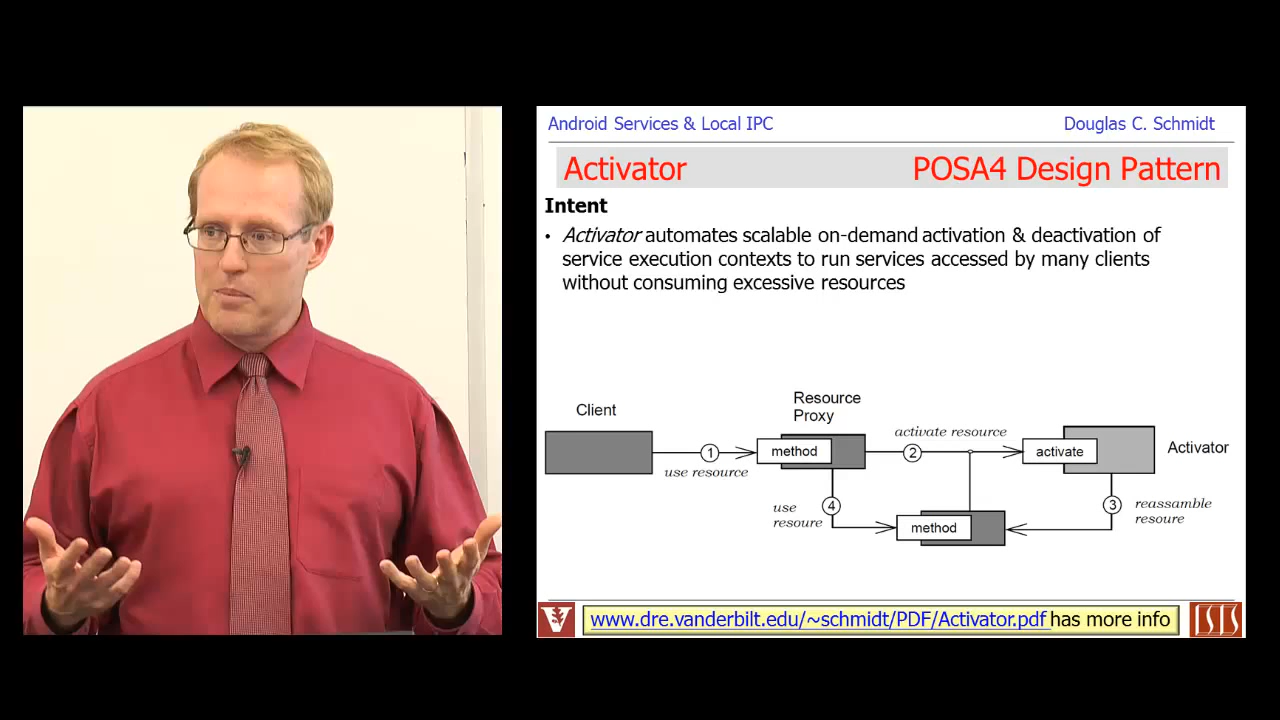 Android Services & Local IPC
Douglas C. Schmidt
Activator
POSA4 Design Pattern
Intent
• Activator automates scalable on-demand activation & deactivation of
service execution contexts to run services accessed by many clients
without consuming excessive resources
Client
Resource
Proxy
method
1
use resource
activate resource
2
activate
Activator
4
use
resoure
method
3
reassamble
resoure
V
www.dre.vanderbilt.edu/~schmidt/PDF/Activator.pdf has more info
ISIS